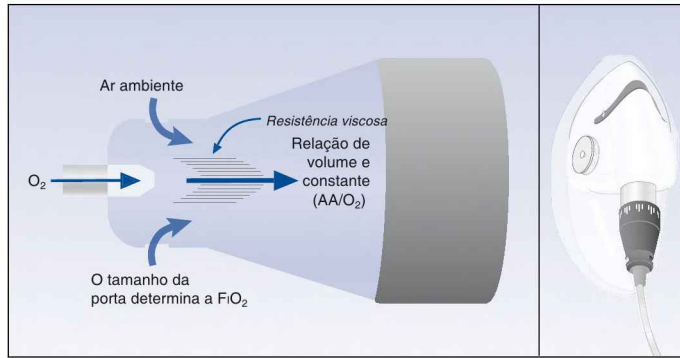 Ar ambiente
Resistência viscosa
Relação de
volume e
constante
(AA/O₂)
O₂
O tamanho da
porta determina a FIO₂